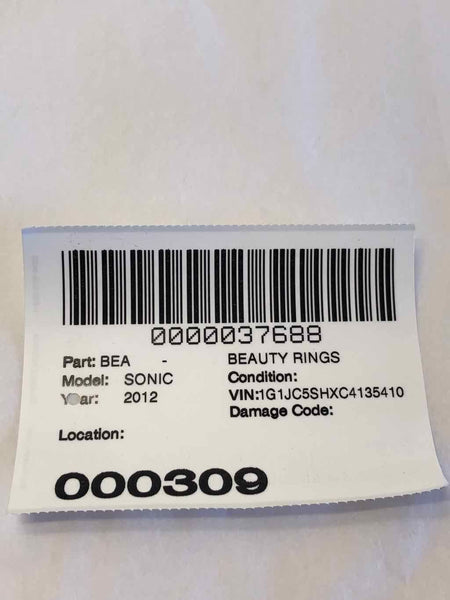 0000037688
Part: BEA - BEAUTY RINGS
Model: SONIC Condition:
Year: 2012 VIN:1G1JC5SHXC4135410
Damage Code:
Location:
000309